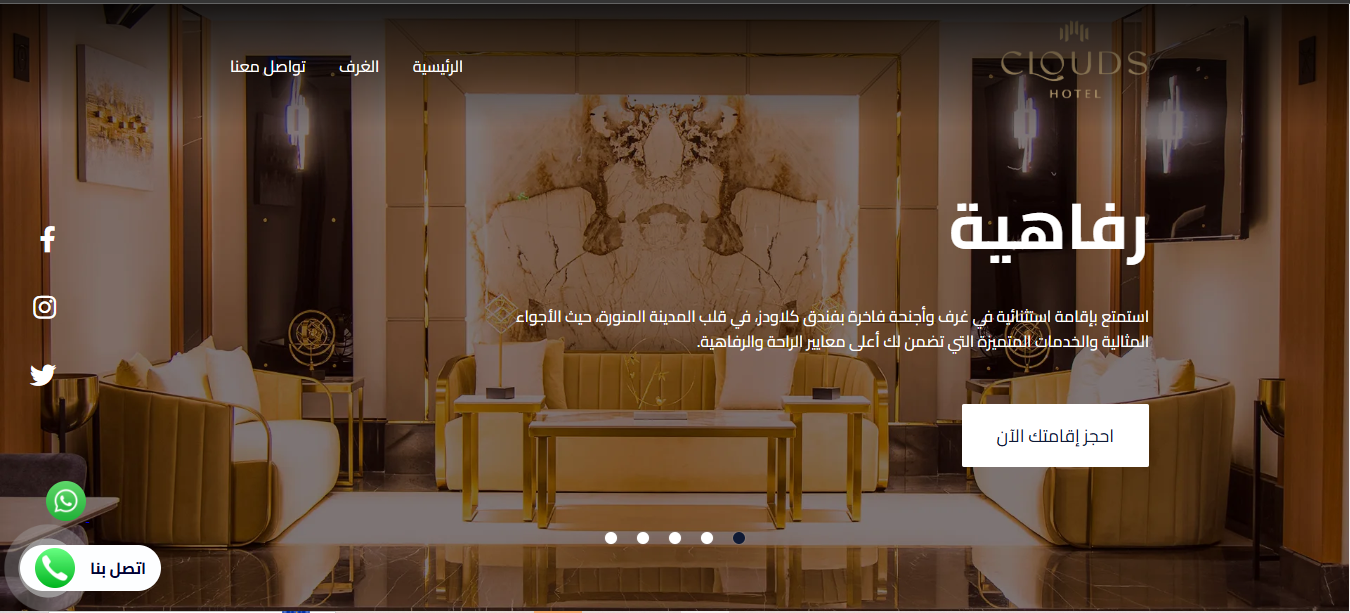 CLOUDS
HOTEL
الرئيسية
الغرف
تواصل معنا
رفاهية
استمتع بإقامة استثنائية في غرف وأجنحة فاخرة بفندق كلاودز، في قلب المدينة المنورة، حيث الأجواء
المثالية والخدمات المتميزة التي تضمن لك أعلى معايير الراحة والرفاهية.
احجز إقامتك الآن
اتصل بنا